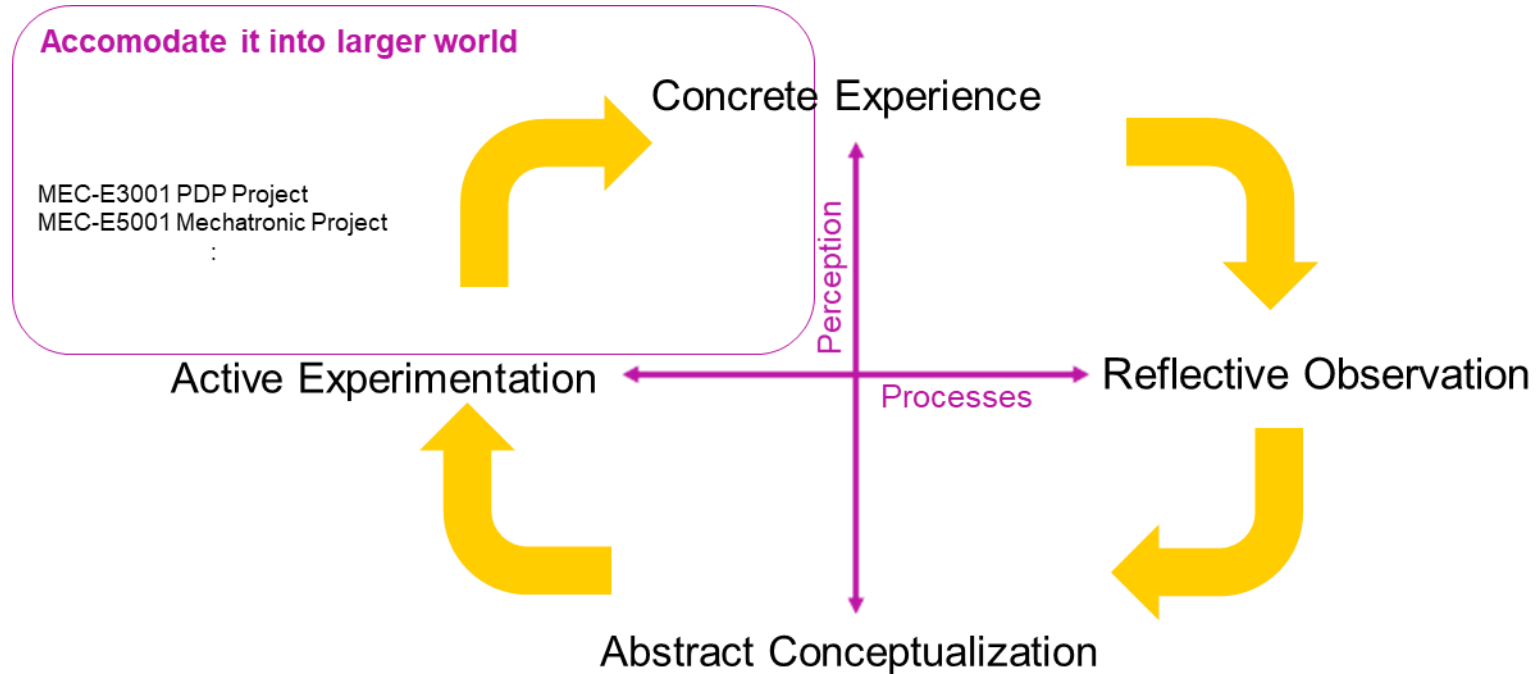 Accomodate it into larger world
Concrete Experience
MEC-E3001 PDP Project
MEC-E5001 Mechatronic Project
:
Perception
Active Experimentation
Reflective Observation
Processes
Abstract Conceptualization